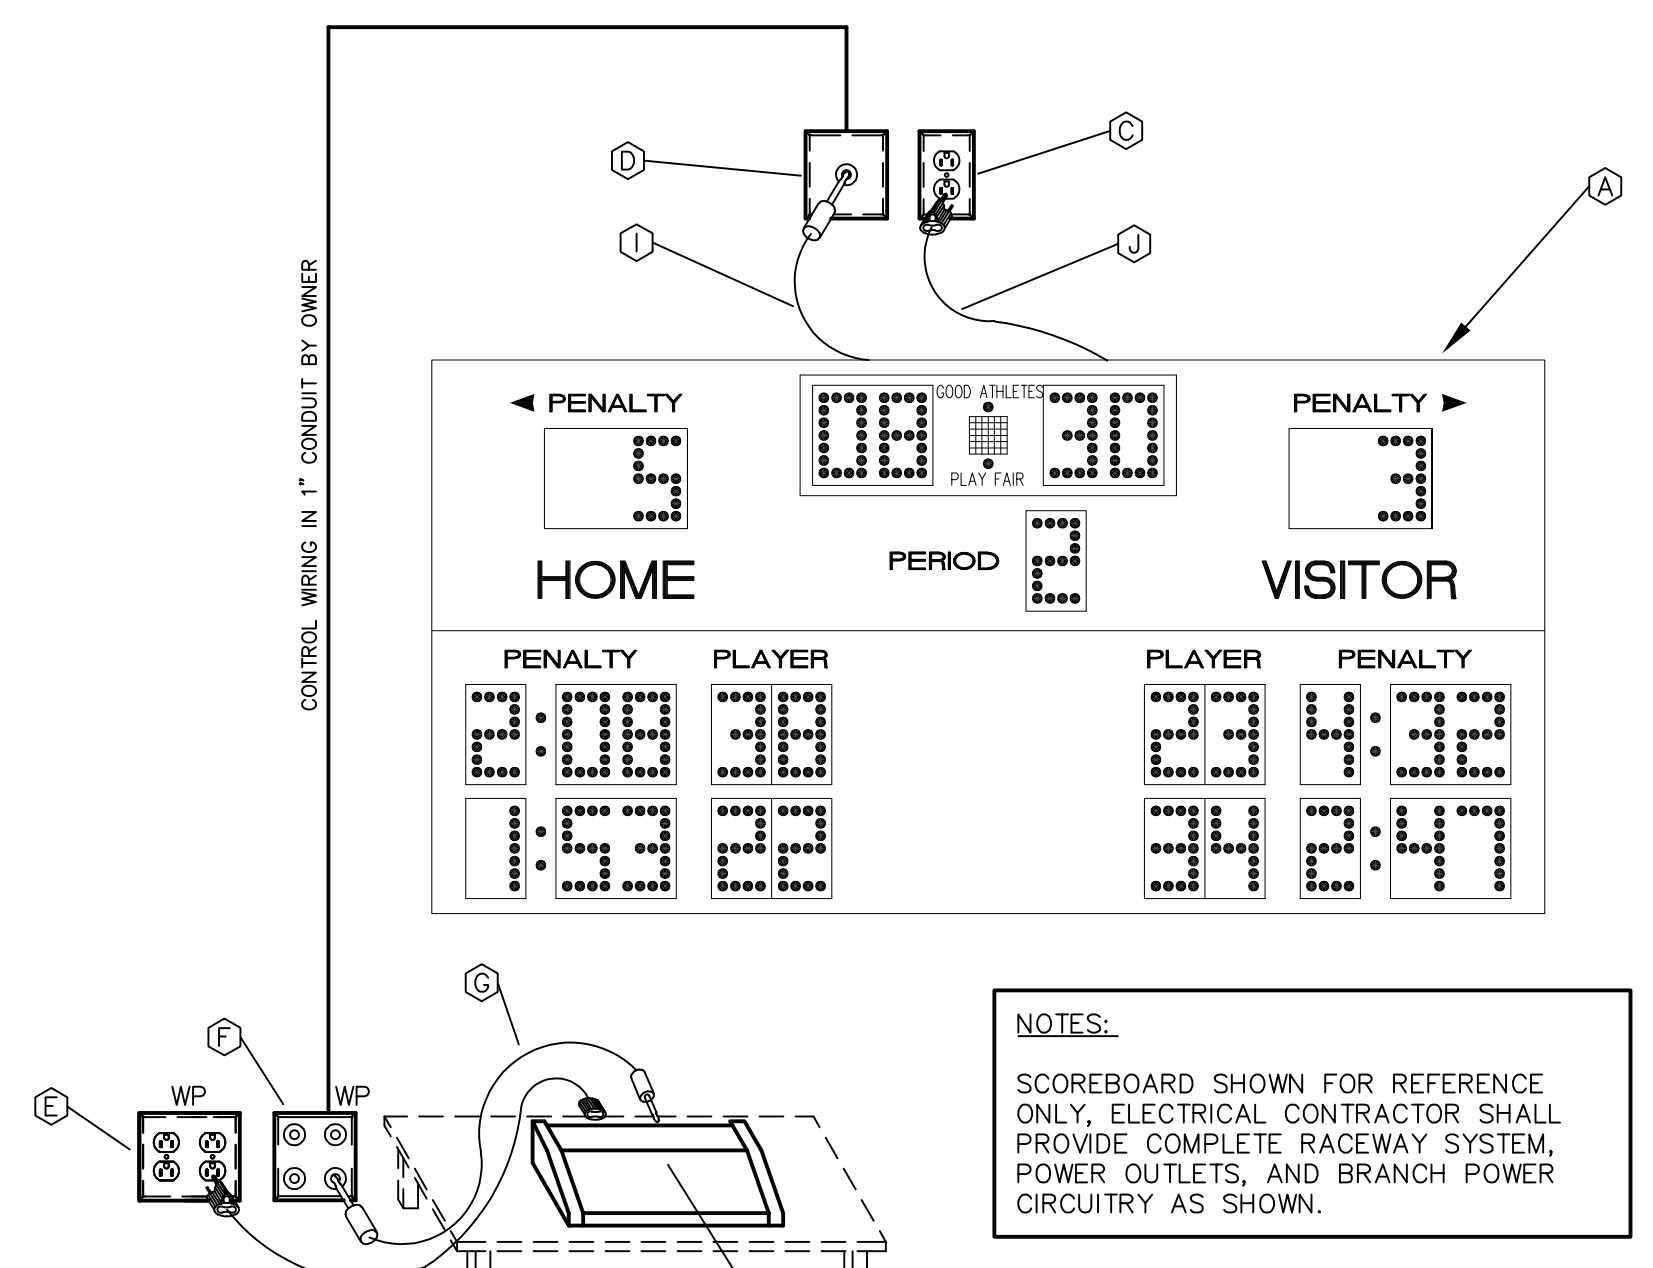 C
D
A
I
J
CONTROL WIRING IN 1" CONDUIT BY OWNER
PENALTY
GOOD ATHLETES
PENALTY
08 30
5
3
PLAY FAIR
PERIOD 2
HOME
VISITOR
PENALTY PLAYER PLAYER PENALTY
2:08 38 23 4:32
1:53 22 34 2:47
G
F
E
WP WP
NOTES:
SCOREBOARD SHOWN FOR REFERENCE
ONLY, ELECTRICAL CONTRACTOR SHALL
PROVIDE COMPLETE RACEWAY SYSTEM,
POWER OUTLETS, AND BRANCH POWER
CIRCUITRY AS SHOWN.